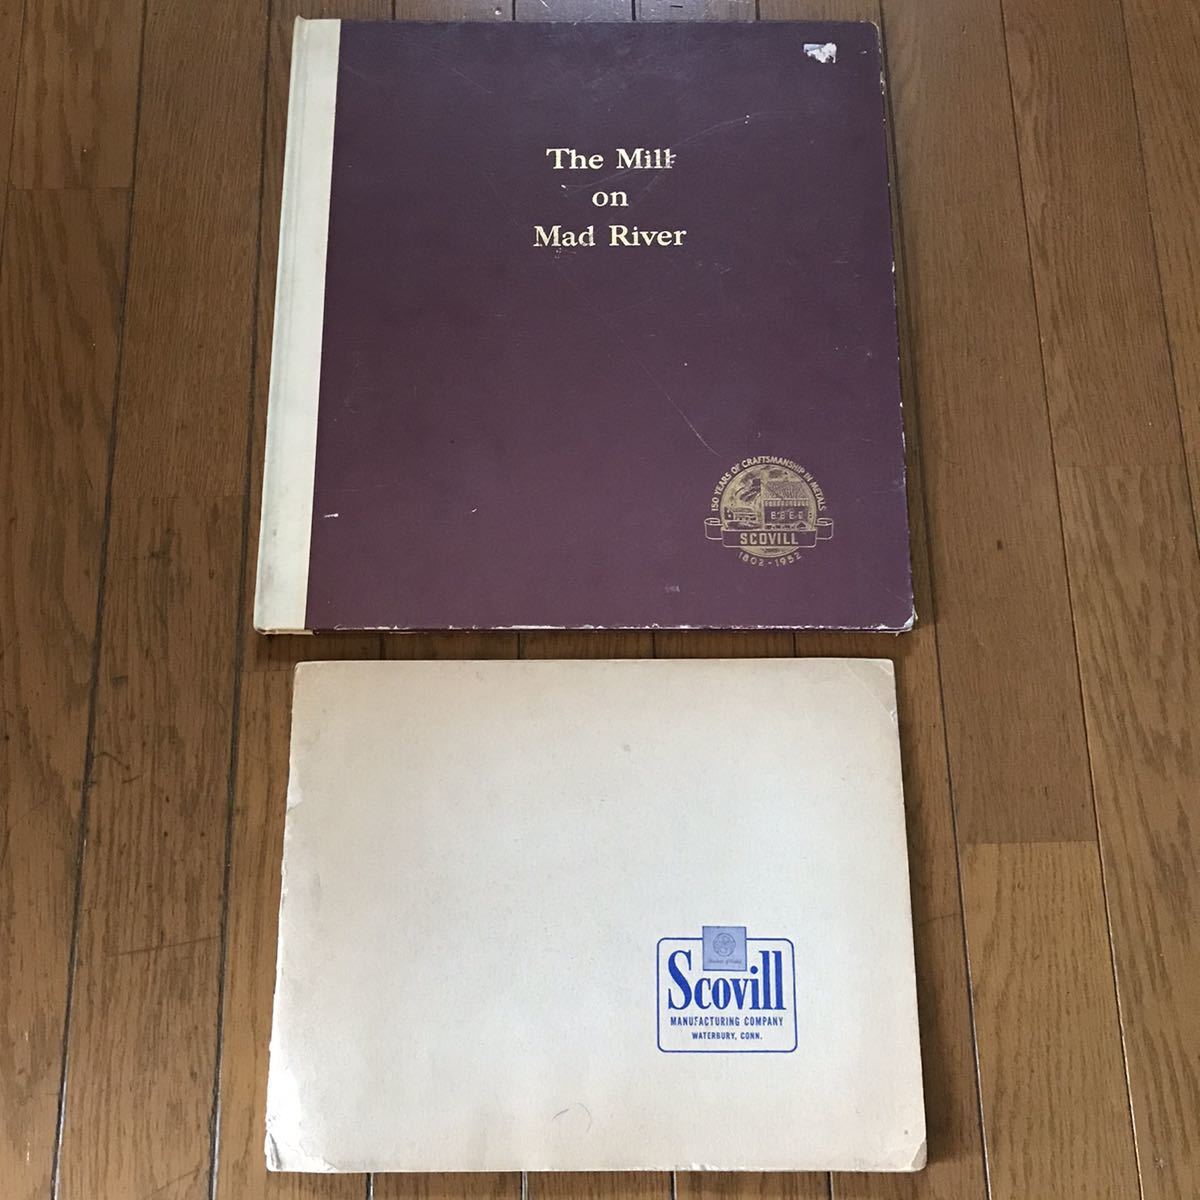 The Mill
on
Mad River
150 YEARS OF CRAFTSMANSHIP IN METALS
SCOVILL
1802-1952
Scovill
MANUFACTURING COMPANY
WATERBURY, CONN.